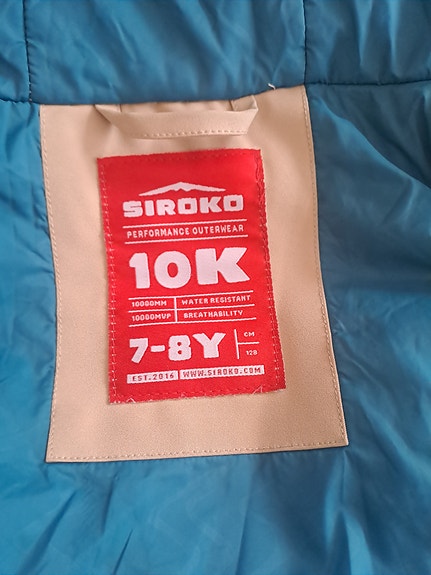 SIROKO
PERFORMANCE OUTERWEAR
10K
10000MM WATER RESISTANT
10000MVP BREATHABILITY
7-8Y CM
128
EST.2016 WWW.SIROKO.COM